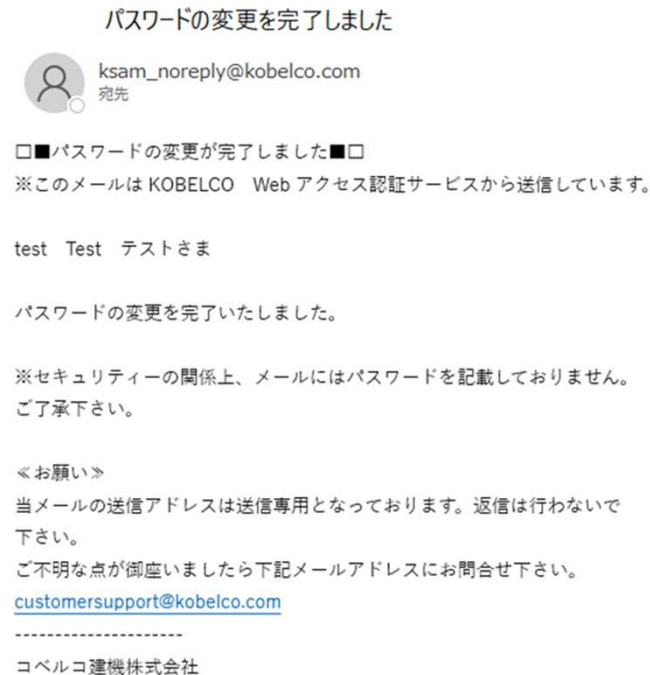 パスワードの変更を完了しました
ksam_noreply@kobelco.com
宛先
□■パスワードの変更が完了しました■□
※このメールは KOBELCO　Web アクセス認証サービスから送信しています。
test　Test　テストさま
パスワードの変更を完了いたしました。
※セキュリティーの関係上、メールにはパスワードを記載しておりません。
ご了承下さい。
≪お願い≫
当メールの送信アドレスは送信専用となっております。返信は行わないで
下さい。
ご不明な点が御座いましたら下記メールアドレスにお問合せ下さい。
customersupport@kobelco.com
---------------------
コベルコ建機株式会社